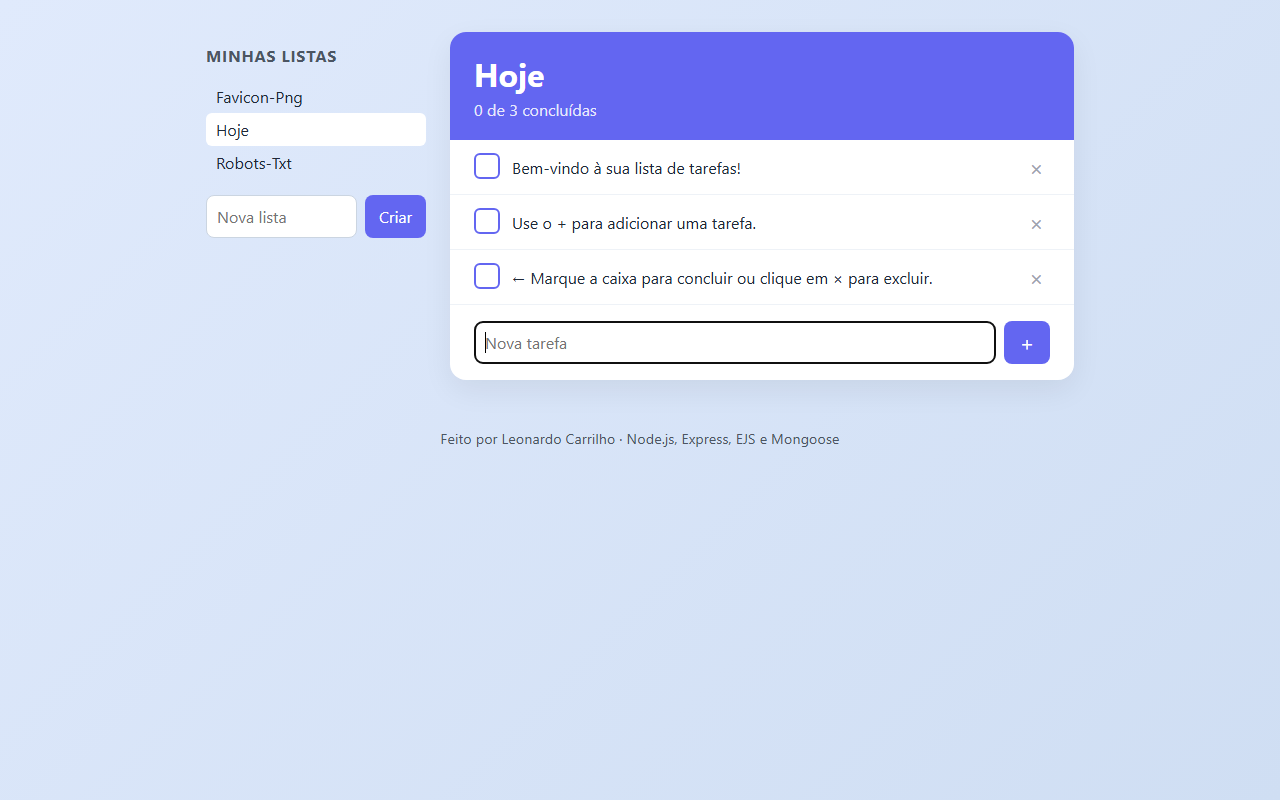 MINHAS LISTAS
Favicon-Png
Hoje
Robots-Txt
Nova lista
Criar
Hoje
0 de 3 concluídas
Bem-vindo à sua lista de tarefas!
×
Use o + para adicionar uma tarefa.
×
← Marque a caixa para concluir ou clique em × para excluir.
×
Nova tarefa
+
Feito por Leonardo Carrilho · Node.js, Express, EJS e Mongoose